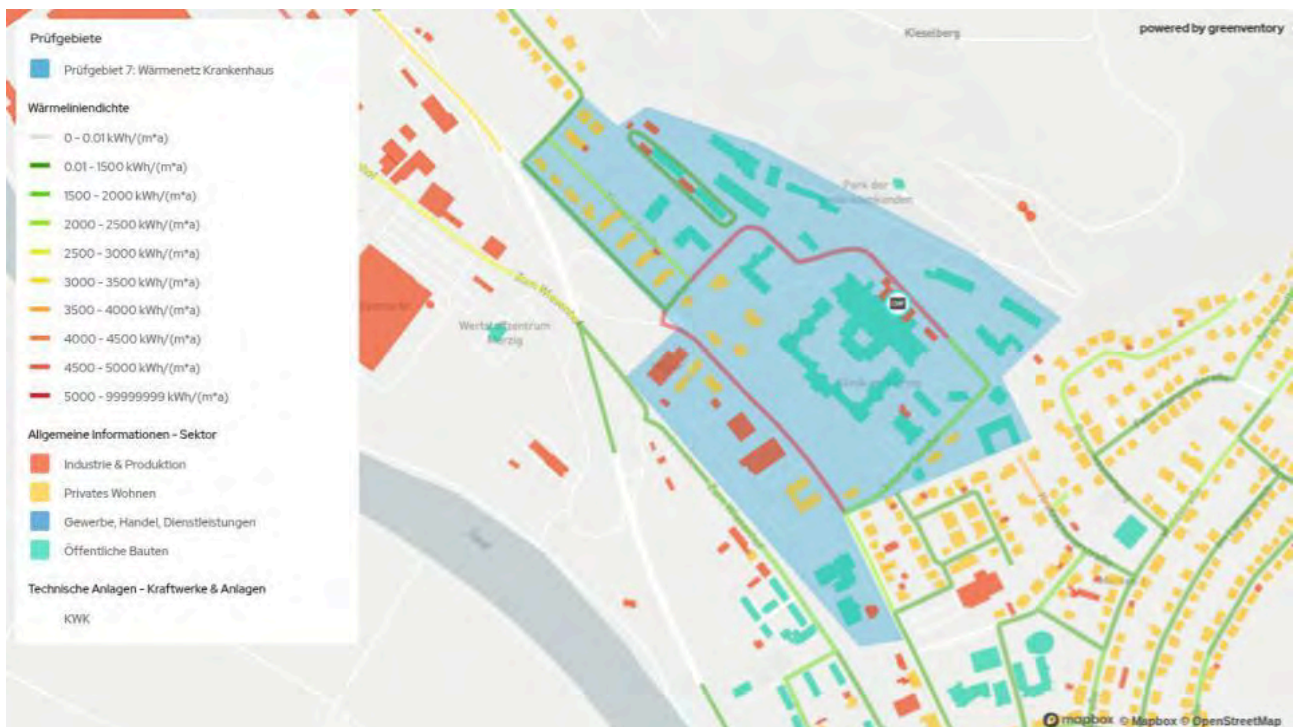 Prüfgebiete
Prüfgebiet 7: Wärmenetz Krankenhaus
Wärmeliniendichte
0 - 0.01 kWh/(m*a)
0.01 - 1500 kWh/(m*a)
1500 - 2000 kWh/(m*a)
2000 - 2500 kWh/(m*a)
2500 - 3000 kWh/(m*a)
3000 - 3500 kWh/(m*a)
3500 - 4000 kWh/(m*a)
4000 - 4500 kWh/(m*a)
4500 - 5000 kWh/(m*a)
5000 - 99999999 kWh/(m*a)
Allgemeine Informationen - Sektor
Industrie & Produktion
Privates Wohnen
Gewerbe, Handel, Dienstleistungen
Öffentliche Bauten
Technische Anlagen - Kraftwerke & Anlagen
KWK
powered by greenventory
Kieselberg
Park der
Wertstoffzentrum
Merzig
Saar
mapbox © Mapbox © OpenStreetMap